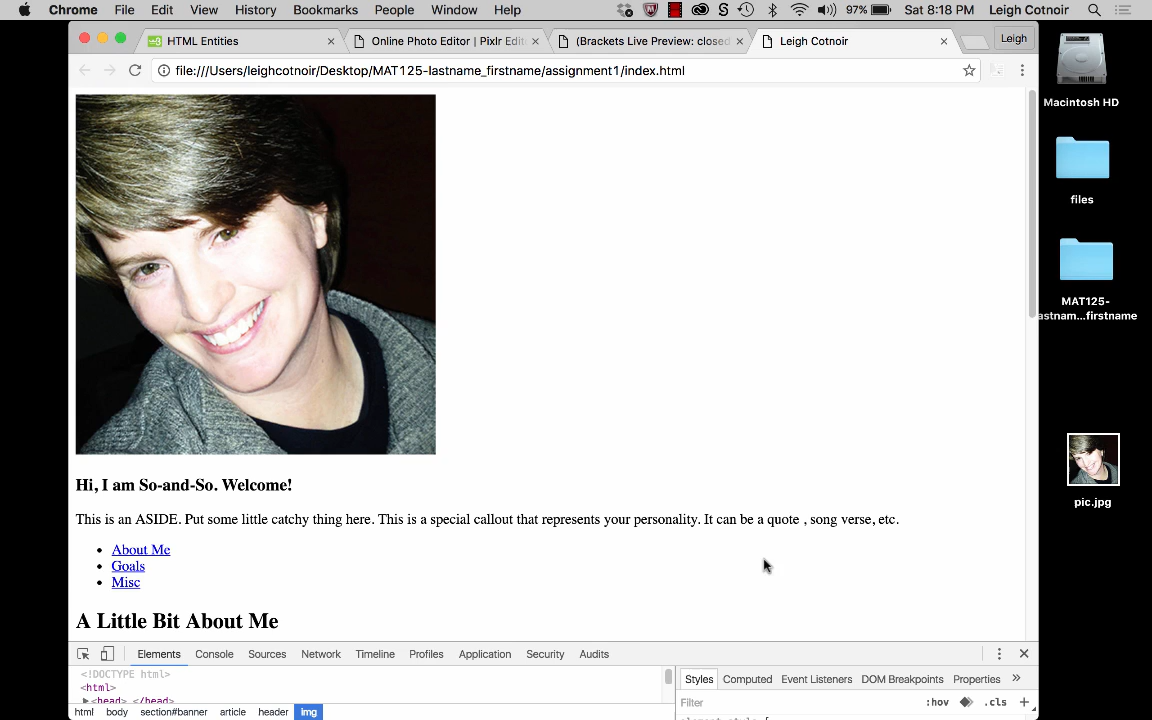 Chrome File Edit View History Bookmarks People Window Help 97% Sat 8:18 PM Leigh Cotnoir
HTML Entities Online Photo Editor | Pixlr Edit (Brackets Live Preview: closed Leigh Cotnoir Leigh
file:///Users/leighcotnoir/Desktop/MAT125-lastname_firstname/assignment1/index.html
Macintosh HD
files
MAT125-
astnam...firstname
pic.jpg
Hi, I am So-and-So. Welcome!
This is an ASIDE. Put some little catchy thing here. This is a special callout that represents your personality. It can be a quote , song verse, etc.
• About Me
• Goals
• Misc
A Little Bit About Me
Elements Console Sources Network Timeline Profiles Application Security Audits
<!DOCTYPE html>
<html>
▶<head> </head>
html body section#banner article header img
Styles Computed Event Listeners DOM Breakpoints Properties »
Filter :hov .cls +